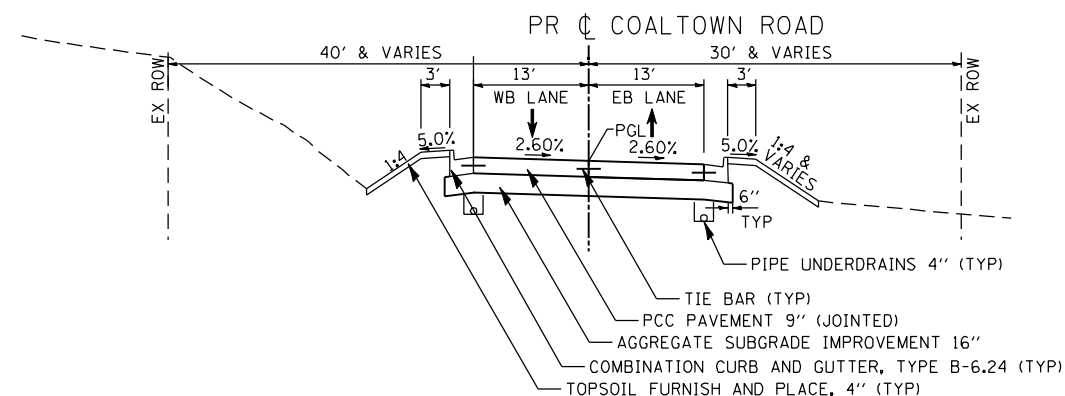 PR ℄ COALTOWN ROAD
40' & VARIES
30' & VARIES
3'
13'
13'
3'
EX ROW
EX ROW
WB LANE
EB LANE
PGL
5.0%
2.60%
2.60%
5.0%
1:4
1:4 &
VARIES
6"
TYP
PIPE UNDERDRAINS 4" (TYP)
TIE BAR (TYP)
PCC PAVEMENT 9" (JOINTED)
AGGREGATE SUBGRADE IMPROVEMENT 16"
COMBINATION CURB AND GUTTER, TYPE B-6.24 (TYP)
TOPSOIL FURNISH AND PLACE, 4" (TYP)